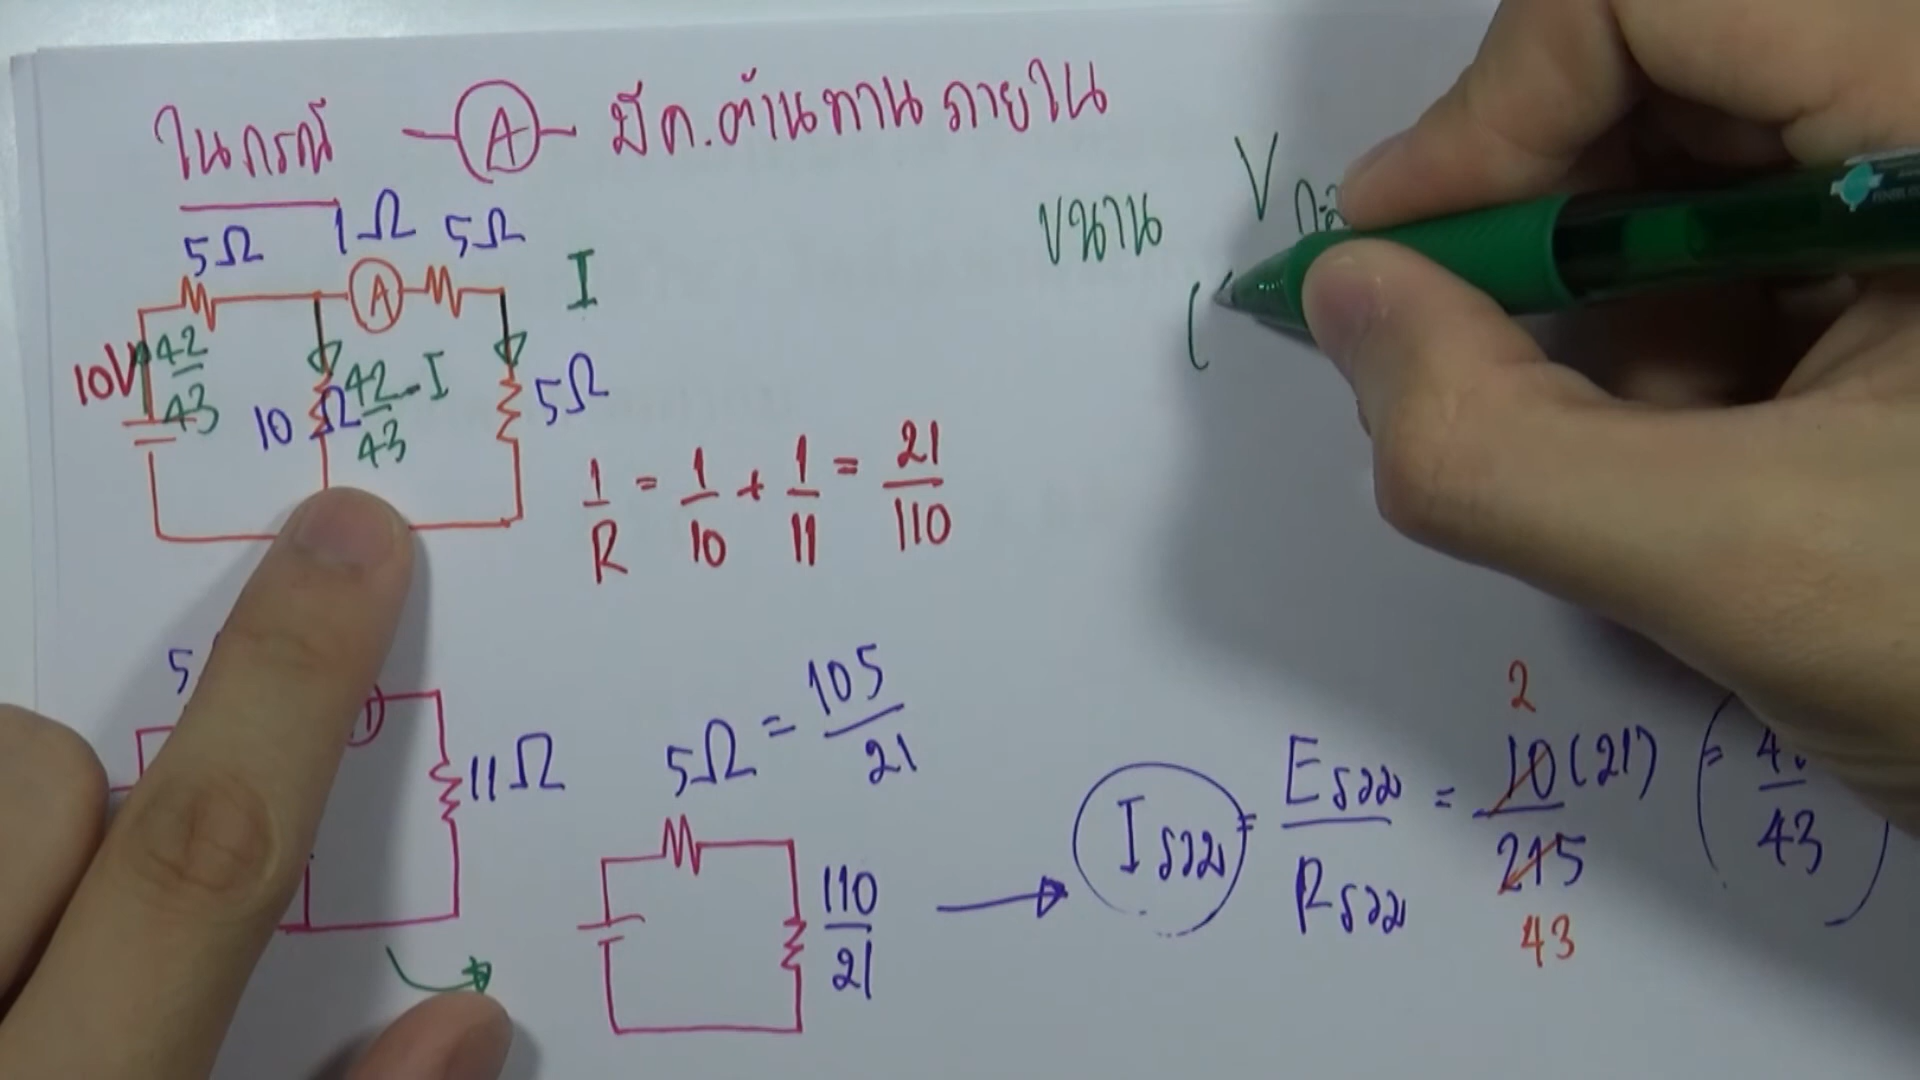 ในกรณี A มีค.ต้านทานภายใน
5Ω 1Ω 5Ω
A
I
10V
42/43
10 Ω
42/43 - I
5Ω
ขนาน V
(
1/R = 1/10 + 1/11 = 21/110
5
11Ω
5Ω = 105/21
110/21
Iรวม = Eรวม/Rรวม = 10(21)/215 =
2
43
43